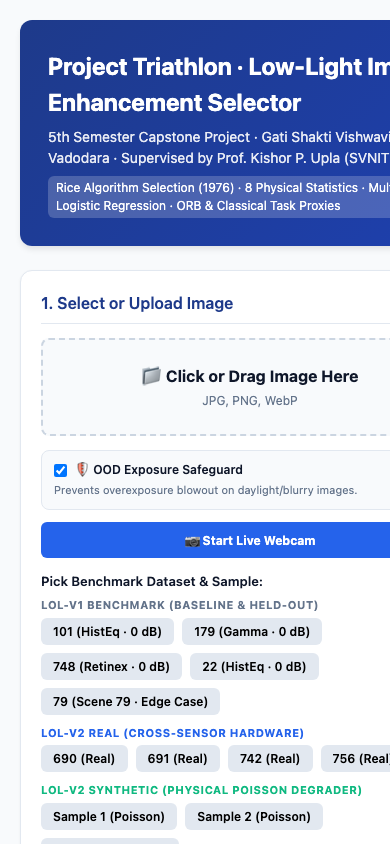 Project Triathlon · Low-Light Im
Enhancement Selector
5th Semester Capstone Project · Gati Shakti Vishwavi
Vadodara · Supervised by Prof. Kishor P. Upla (SVNIT
Rice Algorithm Selection (1976) · 8 Physical Statistics · Mul
Logistic Regression · ORB & Classical Task Proxies
1. Select or Upload Image
Click or Drag Image Here
JPG, PNG, WebP
OOD Exposure Safeguard
Prevents overexposure blowout on daylight/blurry images.
Start Live Webcam
Pick Benchmark Dataset & Sample:
LOL-V1 BENCHMARK (BASELINE & HELD-OUT)
101 (HistEq · 0 dB) 179 (Gamma · 0 dB)
748 (Retinex · 0 dB) 22 (HistEq · 0 dB)
79 (Scene 79 · Edge Case)
LOL-V2 REAL (CROSS-SENSOR HARDWARE)
690 (Real) 691 (Real) 742 (Real) 756 (Real)
LOL-V2 SYNTHETIC (PHYSICAL POISSON DEGRADER)
Sample 1 (Poisson) Sample 2 (Poisson)